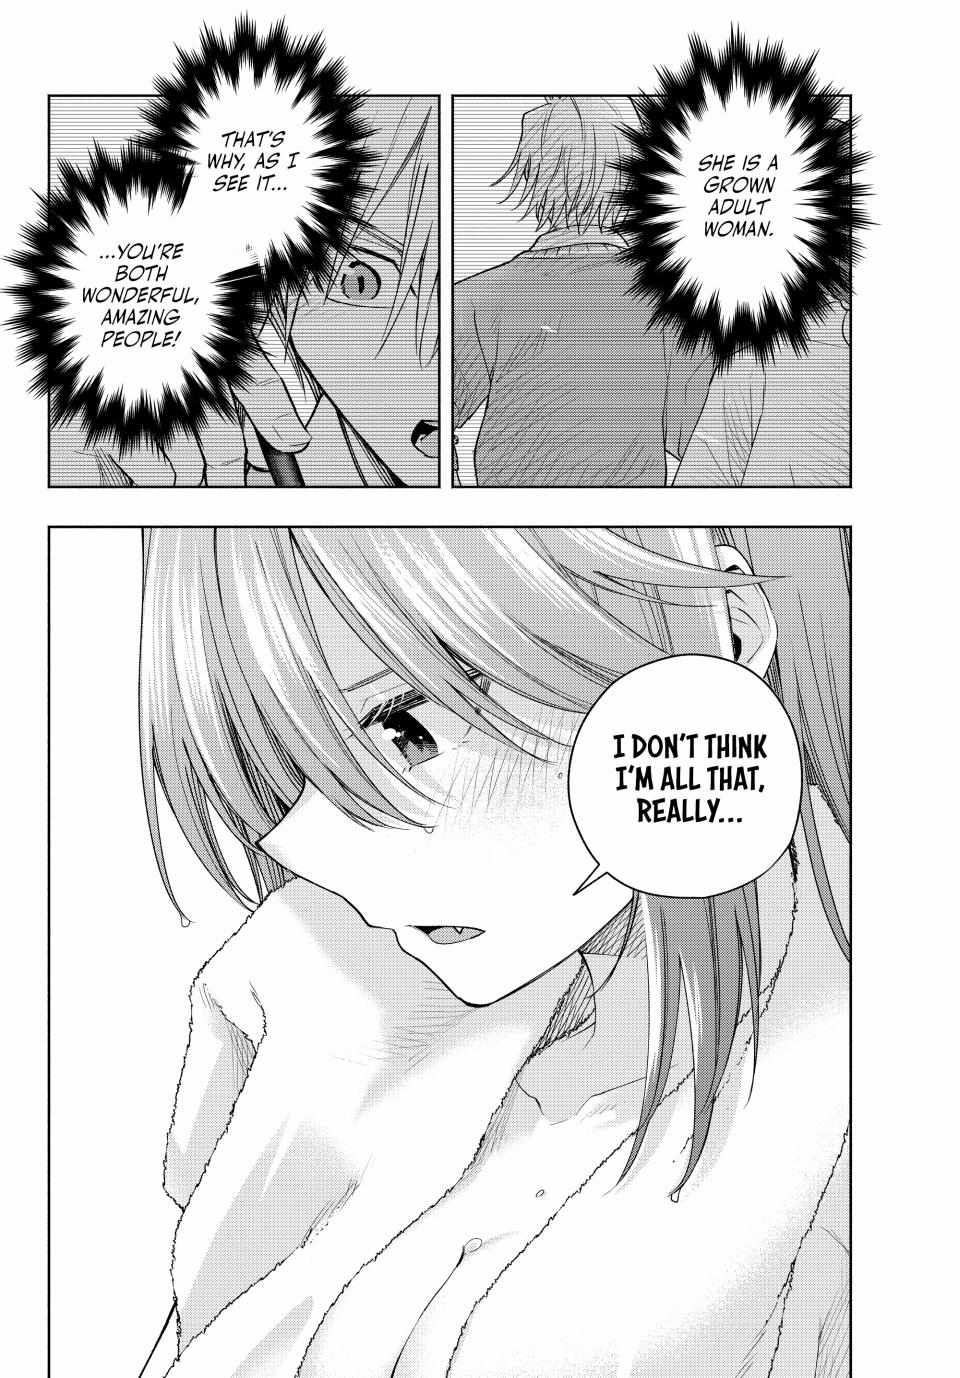 SHE IS A
GROWN
ADULT
WOMAN.
THAT'S
WHY, AS I
SEE IT...
...YOU'RE
BOTH
WONDERFUL,
AMAZING
PEOPLE!
I DON'T THINK
I'M ALL THAT,
REALLY...